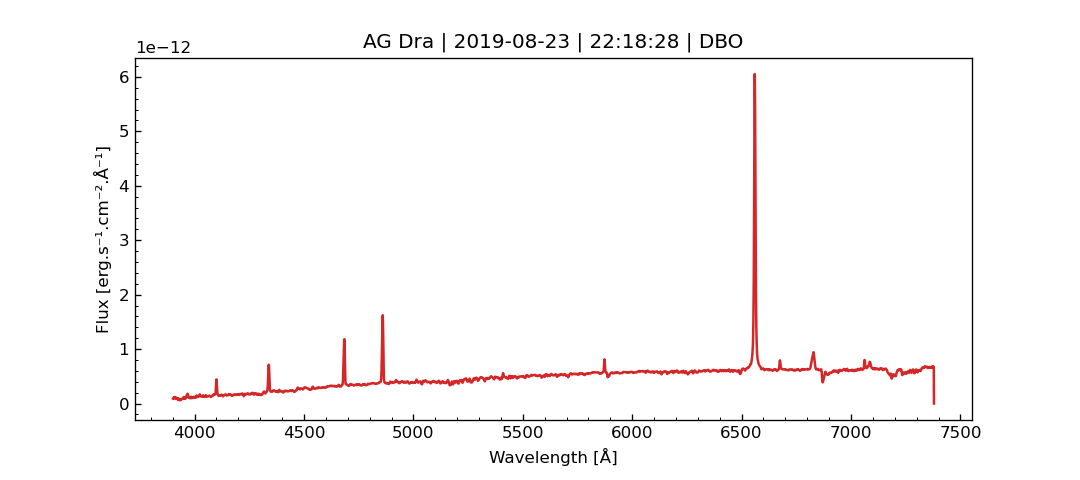 AG Dra | 2019-08-23 | 22:18:28 | DBO
1e−12
6
5
4
3
2
1
0
Flux [erg.s⁻¹.cm⁻².Å⁻¹]
4000 4500 5000 5500 6000 6500 7000 7500
Wavelength [Å]